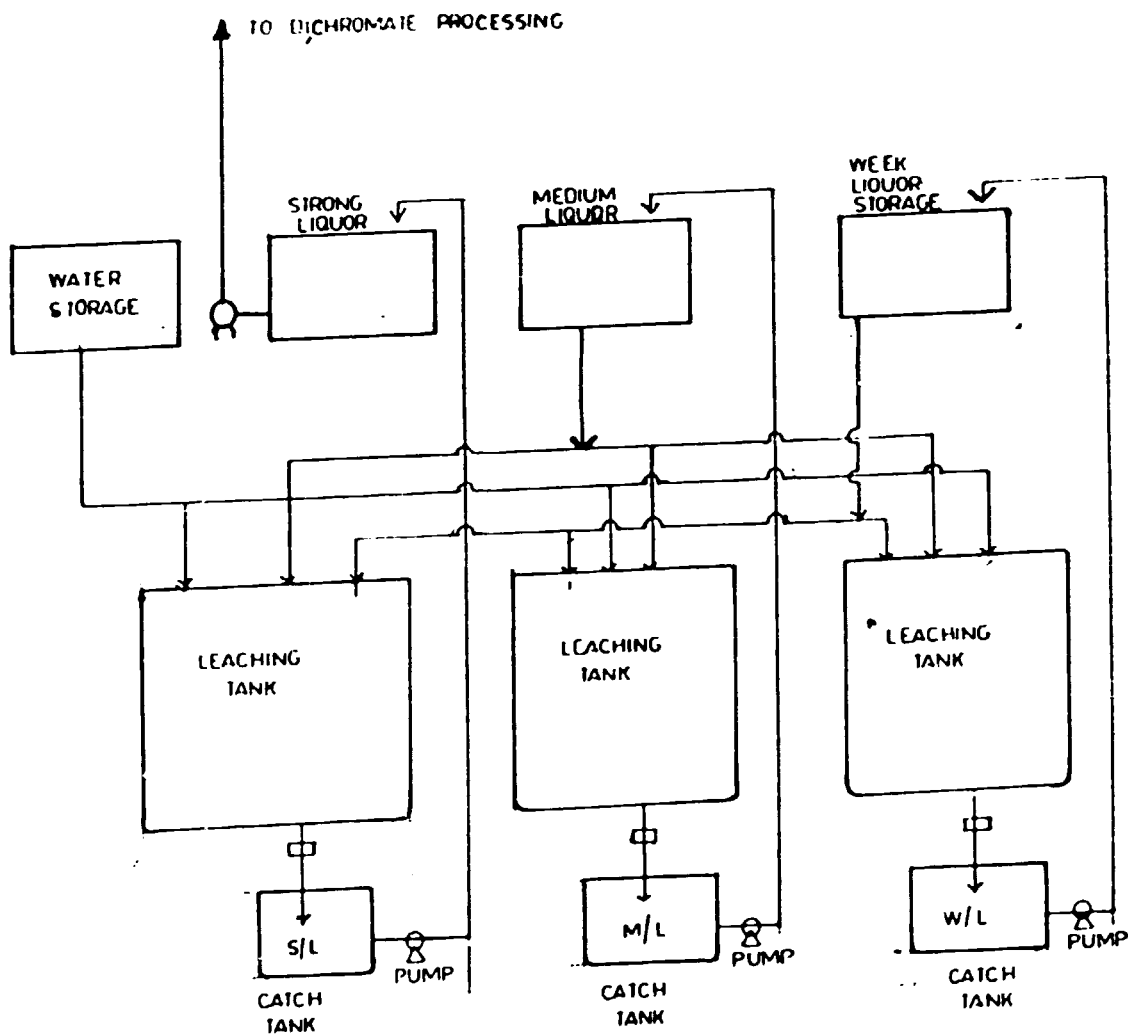 TO DICHROMATE PROCESSING
STRONG
LIQUOR
MEDIUM
LIQUOR
WEEK
LIQUOR
STORAGE
WATER
STORAGE
LEACHING
TANK
LEACHING
TANK
LEACHING
TANK
S/L
PUMP
CATCH
TANK
M/L
PUMP
CATCH
TANK
W/L
PUMP
CATCH
TANK